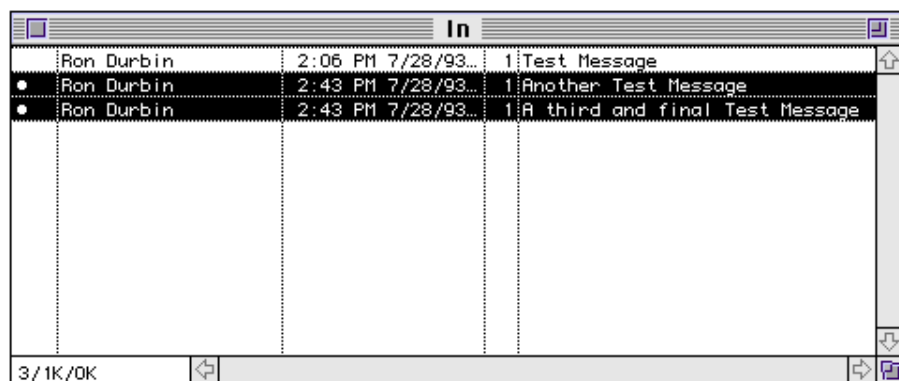 In
Ron Durbin 2:06 PM 7/28/93… 1 Test Message
• Ron Durbin 2:43 PM 7/28/93… 1 Another Test Message
• Ron Durbin 2:43 PM 7/28/93… 1 A third and final Test Message
3/1K/0K